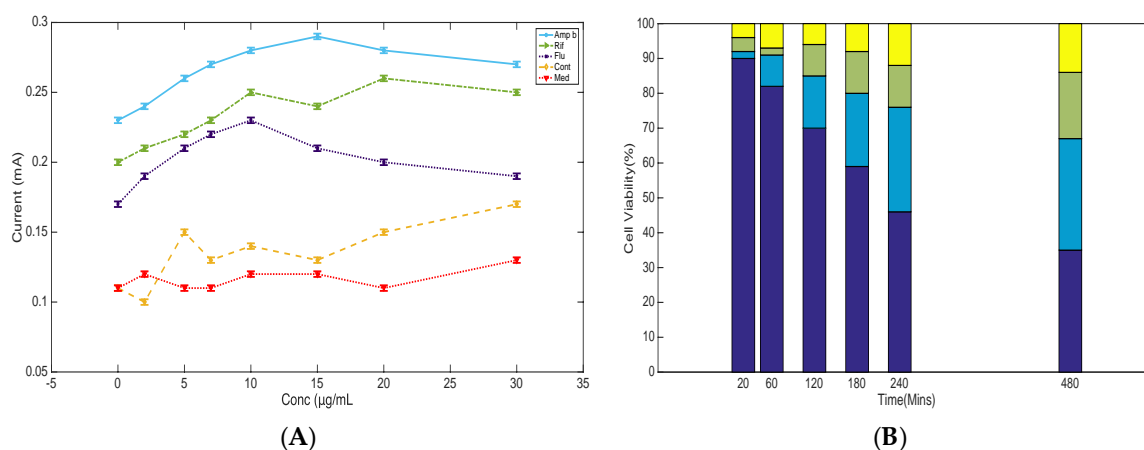 0.3
0.25
0.2
0.15
0.1
0.05
Current (mA)
-5 0 5 10 15 20 25 30 35
Conc (µg/mL
Amp b
Rif
Flu
Cont
Med
(A)
100
90
80
70
60
50
40
30
20
10
0
Cell Viability(%)
20 60 120 180 240 480
Time(Mins)
(B)